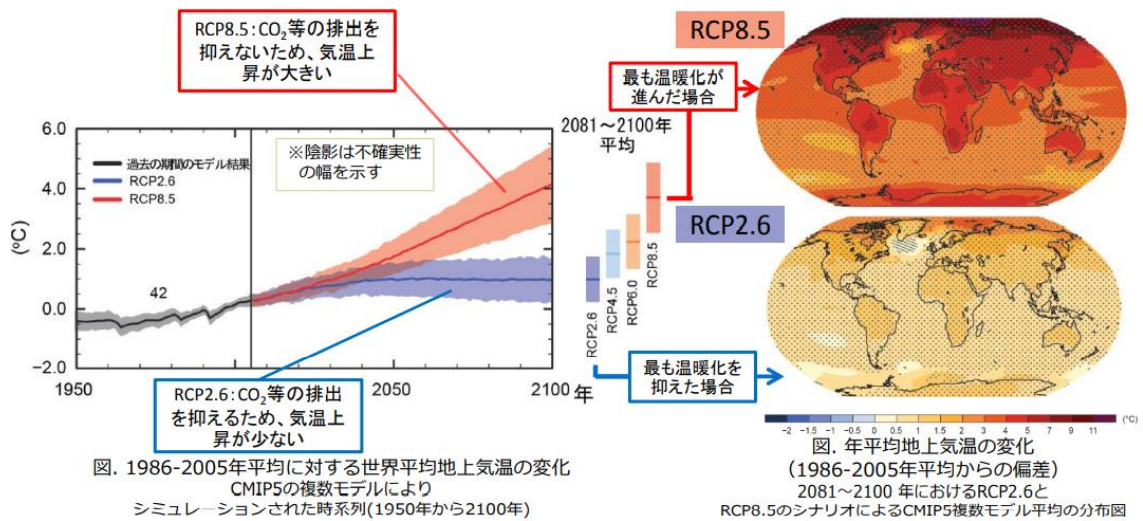 RCP8.5：CO₂等の排出を
抑えないため、気温上
昇が大きい
6.0
4.0
2.0
0.0
−2.0
(°C)
過去の期間のモデル結果
RCP2.6
RCP8.5
※陰影は不確実性
の幅を示す
42
1950
2050
2100
年
RCP2.6：CO₂等の排出
を抑えるため、気温上
昇が少ない
図. 1986-2005年平均に対する世界平均地上気温の変化
CMIP5の複数モデルにより
シミュレーションされた時系列(1950年から2100年)
2081～2100年
平均
RCP2.6
RCP4.5
RCP6.0
RCP8.5
RCP8.5
最も温暖化が
進んだ場合
RCP2.6
最も温暖化を
抑えた場合
−2 −1.5 −1 −0.5 0 0.5 1 1.5 2 3 4 5 7 9 11 (°C)
図. 年平均地上気温の変化
（1986-2005年平均からの偏差）
2081～2100 年におけるRCP2.6と
RCP8.5のシナリオによるCMIP5複数モデル平均の分布図